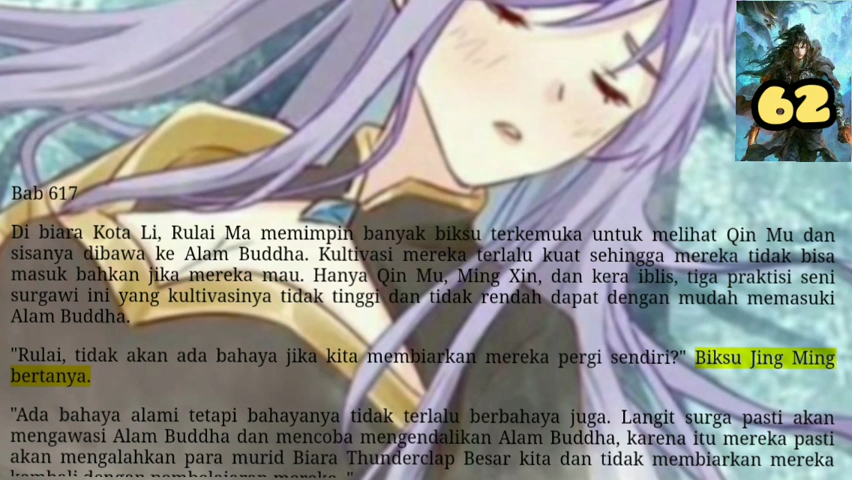 62
Bab 617
Di biara Kota Li, Rulai Ma memimpin banyak biksu terkemuka untuk melihat Qin Mu dan
sisanya dibawa ke Alam Buddha. Kultivasi mereka terlalu kuat sehingga mereka tidak bisa
masuk bahkan jika mereka mau. Hanya Qin Mu, Ming Xin, dan kera iblis, tiga praktisi seni
surgawi ini yang kultivasinya tidak tinggi dan tidak rendah dapat dengan mudah memasuki
Alam Buddha.
"Rulai, tidak akan ada bahaya jika kita membiarkan mereka pergi sendiri?" Biksu Jing Ming
bertanya.
"Ada bahaya alami tetapi bahayanya tidak terlalu berbahaya juga. Langit surga pasti akan
mengawasi Alam Buddha dan mencoba mengendalikan Alam Buddha, karena itu mereka pasti
akan mengalahkan para murid Biara Thunderclap Besar kita dan tidak membiarkan mereka